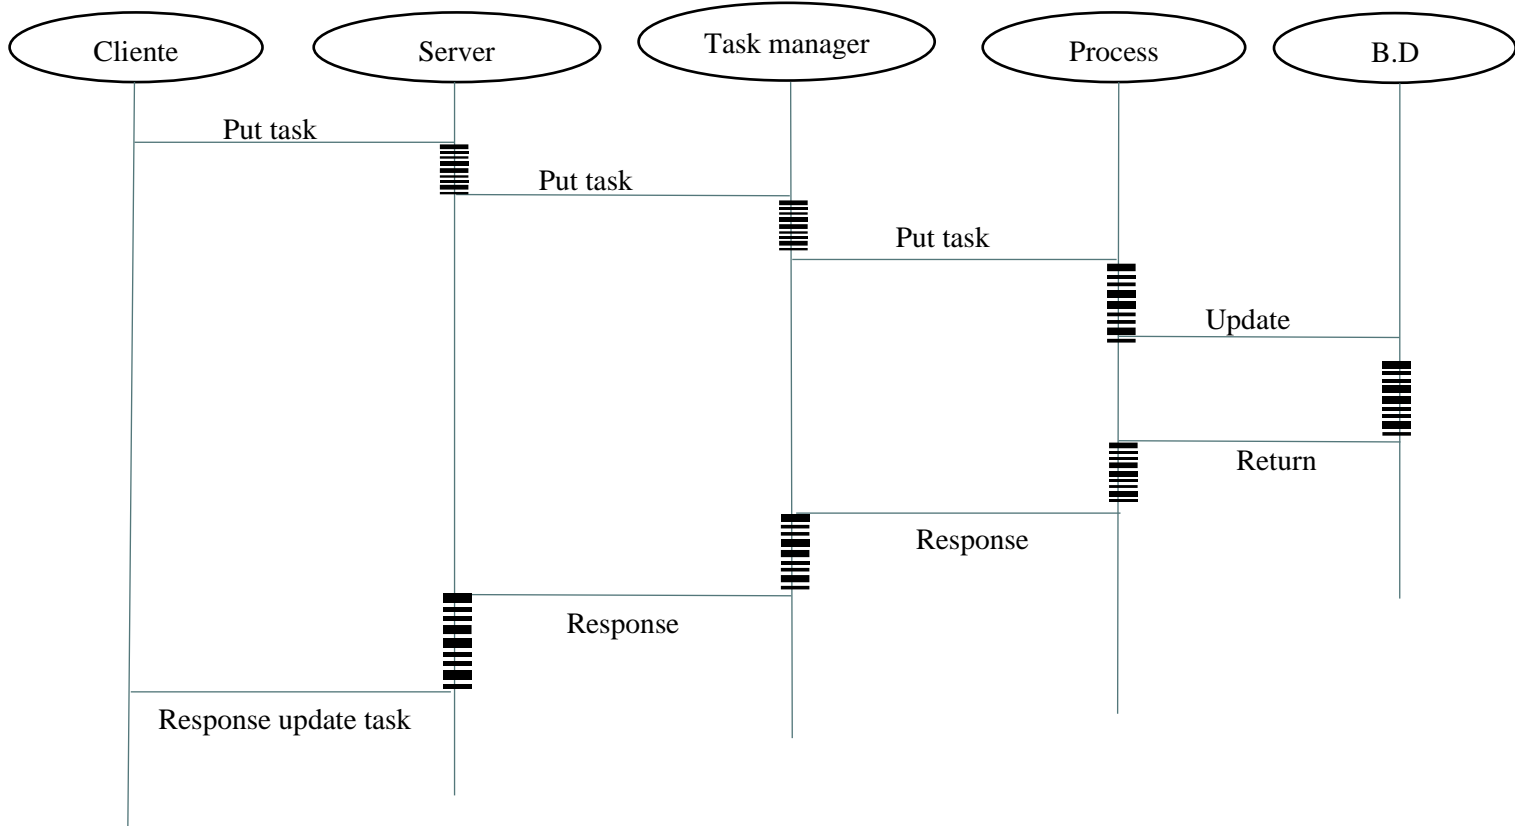 Cliente
Server
Task manager
Process
B.D
Put task
Put task
Put task
Update
Return
Response
Response
Response update task